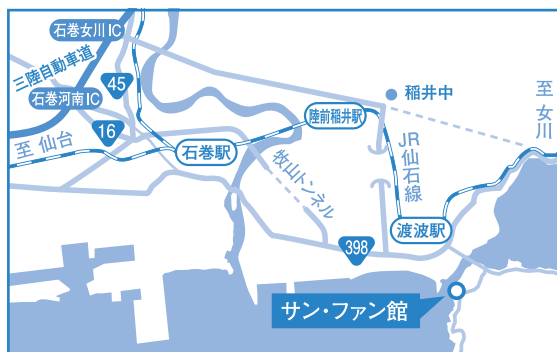 石巻女川IC
三陸自動車道
45
石巻河南IC
16
至 仙台
石巻駅
陸前稲井駅
稲井中
至 女川
JR仙石線
牧山トンネル
渡波駅
398
サン・ファン館